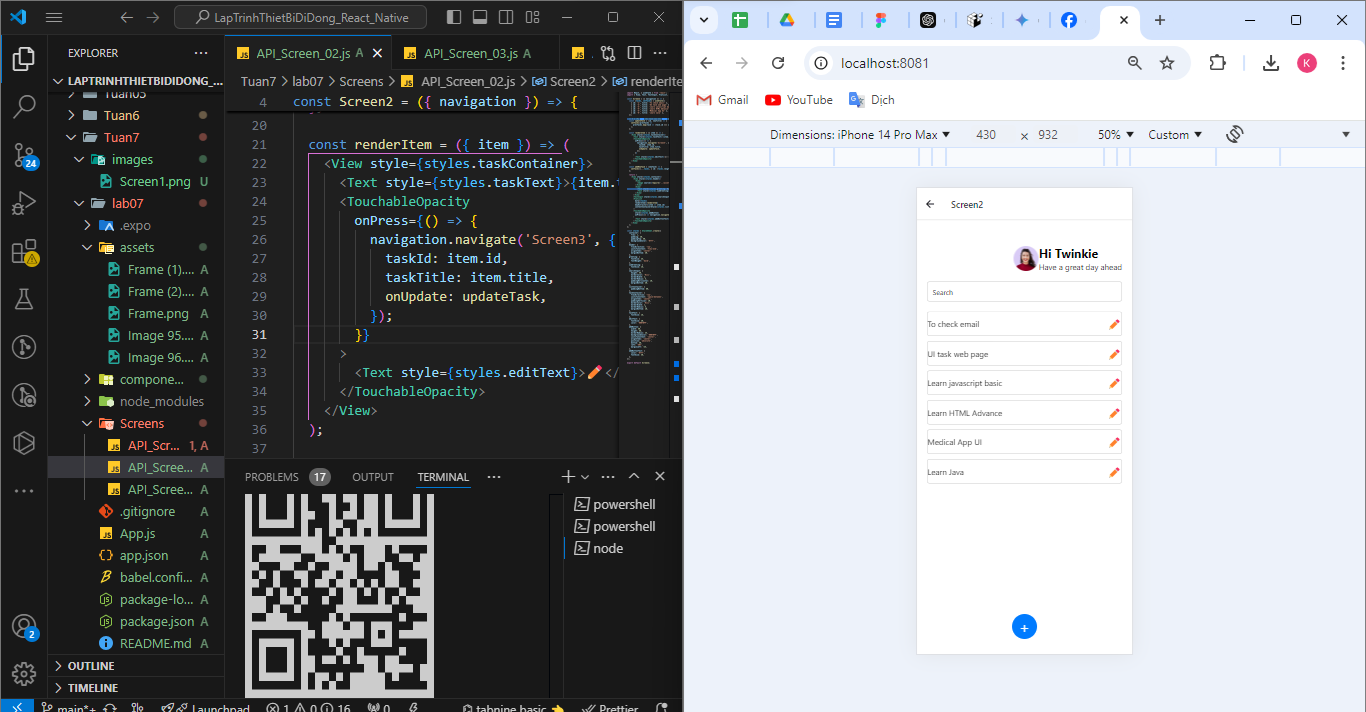 LapTrinhThietBiDiDong_React_Native
EXPLORER
LAPTRINHTHIETBIDIDONG_...
Tuan05
Tuan6
Tuan7
images
Screen1.png U
lab07
.expo
assets
Frame (1).... A
Frame (2).... A
Frame.png A
Image 95.... A
Image 96.... A
compone...
node_modules
Screens
API_Scr... 1, A
API_Scree... A
API_Scree... A
.gitignore A
App.js A
app.json A
babel.confi... A
package-lo... A
package.json A
README.md A
OUTLINE
TIMELINE
24
2
API_Screen_02.js A
API_Screen_03.js A
Tuan7 > lab07 > Screens > API_Screen_02.js > Screen2 > renderIte
4 const Screen2 = ({ navigation }) => {
20
21 const renderItem = ({ item }) => (
22 <View style={styles.taskContainer}>
23 <Text style={styles.taskText}>{item.
24 <TouchableOpacity
25 onPress={() => {
26 navigation.navigate('Screen3', {
27 taskId: item.id,
28 taskTitle: item.title,
29 onUpdate: updateTask,
30 });
31 }}
32 >
33 <Text style={styles.editText}>✏️</
34 </TouchableOpacity>
35 </View>
36 );
37
PROBLEMS 17 OUTPUT TERMINAL
powershell
powershell
node
main*+ Launchpad 1 0 16 0 tabnine basic Prettier
localhost:8081
K
Gmail YouTube Dịch
Dimensions: iPhone 14 Pro Max 430 x 932 50% Custom
Screen2
Hi Twinkie
Have a great day ahead
Search
To check email
UI task web page
Learn javascript basic
Learn HTML Advance
Medical App UI
Learn Java
+